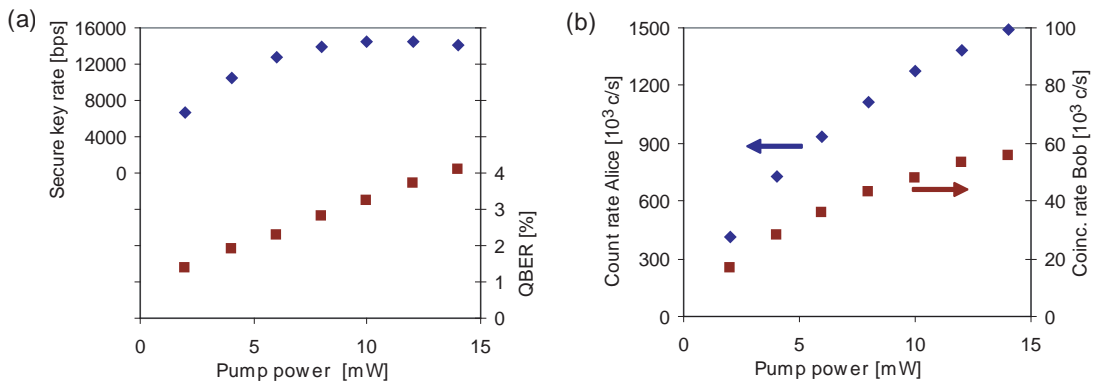 (a)
Secure key rate [bps]
16000
12000
8000
4000
0
4
3
2
1
0
QBER [%]
0 5 10 15
Pump power [mW]
(b)
Count rate Alice [10³ c/s]
1500
1200
900
600
300
0
100
80
60
40
20
0
Coinc. rate Bob [10³ c/s]
0 5 10 15
Pump power [mW]